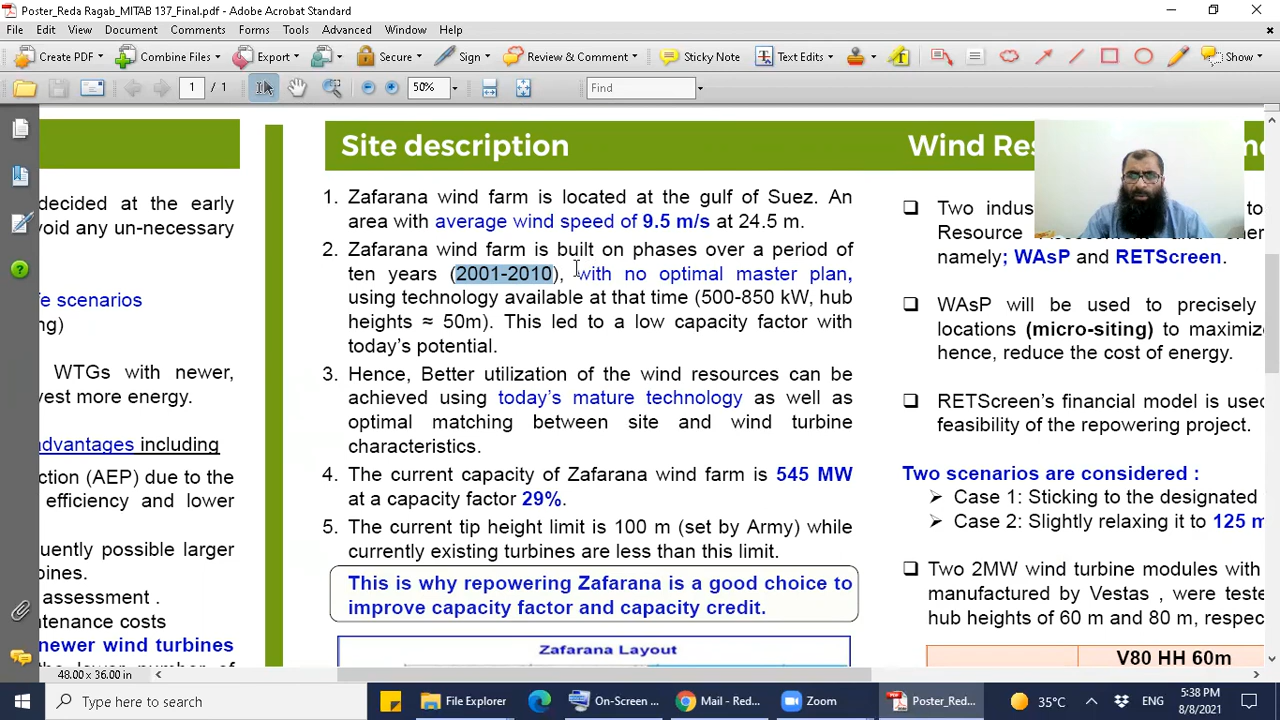 Poster_Reda Ragab_MITAB 137_Final.pdf - Adobe Acrobat Standard
File Edit View Document Comments Forms Tools Advanced Window Help
Create PDF Combine Files Export Secure Sign Review & Comment Sticky Note Text Edits Show
1 / 1 50% Find
Site description
1. Zafarana wind farm is located at the gulf of Suez. An
area with average wind speed of 9.5 m/s at 24.5 m.
2. Zafarana wind farm is built on phases over a period of
ten years (2001-2010), with no optimal master plan,
using technology available at that time (500-850 kW, hub
heights ≈ 50m). This led to a low capacity factor with
today's potential.
3. Hence, Better utilization of the wind resources can be
achieved using today's mature technology as well as
optimal matching between site and wind turbine
characteristics.
4. The current capacity of Zafarana wind farm is 545 MW
at a capacity factor 29%.
5. The current tip height limit is 100 m (set by Army) while
currently existing turbines are less than this limit.
This is why repowering Zafarana is a good choice to
improve capacity factor and capacity credit.
Zafarana Layout
decided at the early
void any un-necessary
fe scenarios
ng)
WTGs with newer,
vest more energy.
advantages including
ction (AEP) due to the
efficiency and lower
quently possible larger
bines.
assessment .
ntenance costs
newer wind turbines
the lower number of
Wind Res
Two indus
Resource
namely; WAsP and RETScreen.
WAsP will be used to precisely
locations (micro-siting) to maximize
hence, reduce the cost of energy.
RETScreen's financial model is used
feasibility of the repowering project.
Two scenarios are considered :
Case 1: Sticking to the designated
Case 2: Slightly relaxing it to 125 m
Two 2MW wind turbine modules with
manufactured by Vestas , were teste
hub heights of 60 m and 80 m, respec
V80 HH 60m
48.00 x 36.00 in
Type here to search
File Explorer
On-Screen ...
Mail - Red...
Zoom
Poster_Red...
35°C
ENG
5:38 PM
8/8/2021